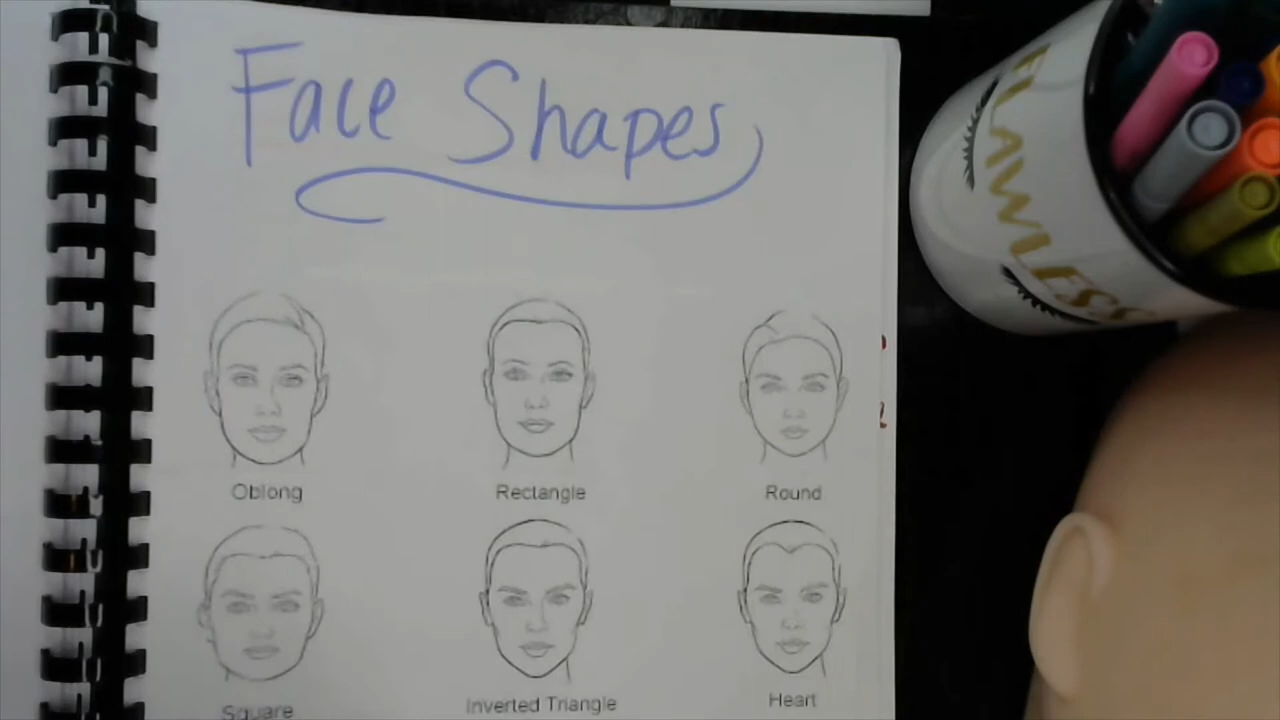 Face Shapes
FLAWLESS
Oblong
Rectangle
Round
Square
Inverted Triangle
Heart